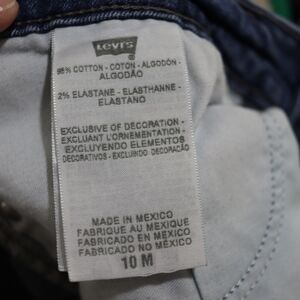 Levi's
®
98% COTTON - COTON - ALGODÓN -
ALGODÃO
2% ELASTANE - ELASTHANNE -
ELASTANO
EXCLUSIVE OF DECORATION -
EXCLUANT L'ORNEMENTATION -
EXCLUYENDO ELEMENTOS
DECORATIVOS - EXCLUINDO DECORAÇÃO
MADE IN MEXICO
FABRIQUE AU MEXIQUE
FABRICADO EN MEXICO
FABRICADO NO MÉXICO
10 M